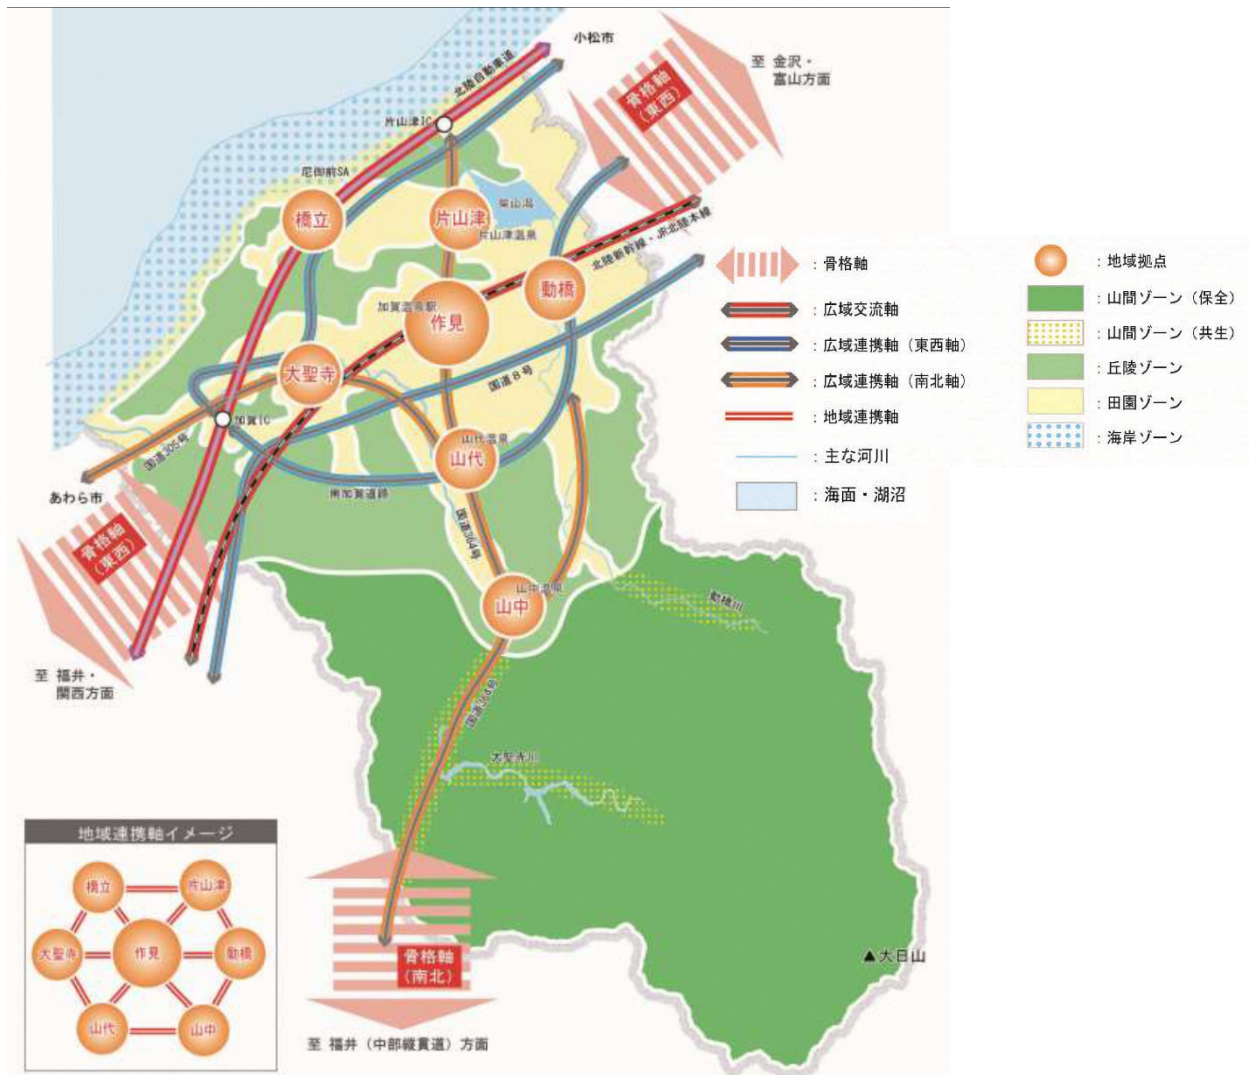 小松市
北陸自動車道
至 金沢・
富山方面
骨格軸
（東西）
片山津IC
尼御前SA
橋立
片山津
柴山潟
片山津温泉
北陸新幹線・JR北陸本線
動橋
加賀温泉駅
作見
大聖寺
国道８号
加賀IC
国道305号
山代温泉
山代
南加賀道路
あわら市
国道364号
骨格軸
（東西）
山中温泉
山中
動橋川
至 福井・
関西方面
国道364号
大聖寺川
▲大日山
骨格軸
（南北）
至 福井（中部縦貫道）方面
：骨格軸
：広域交流軸
：広域連携軸（東西軸）
：広域連携軸（南北軸）
：地域連携軸
：主な河川
：海面・湖沼
：地域拠点
：山間ゾーン（保全）
：山間ゾーン（共生）
：丘陵ゾーン
：田園ゾーン
：海岸ゾーン
地域連携軸イメージ
橋立
片山津
大聖寺
作見
動橋
山代
山中